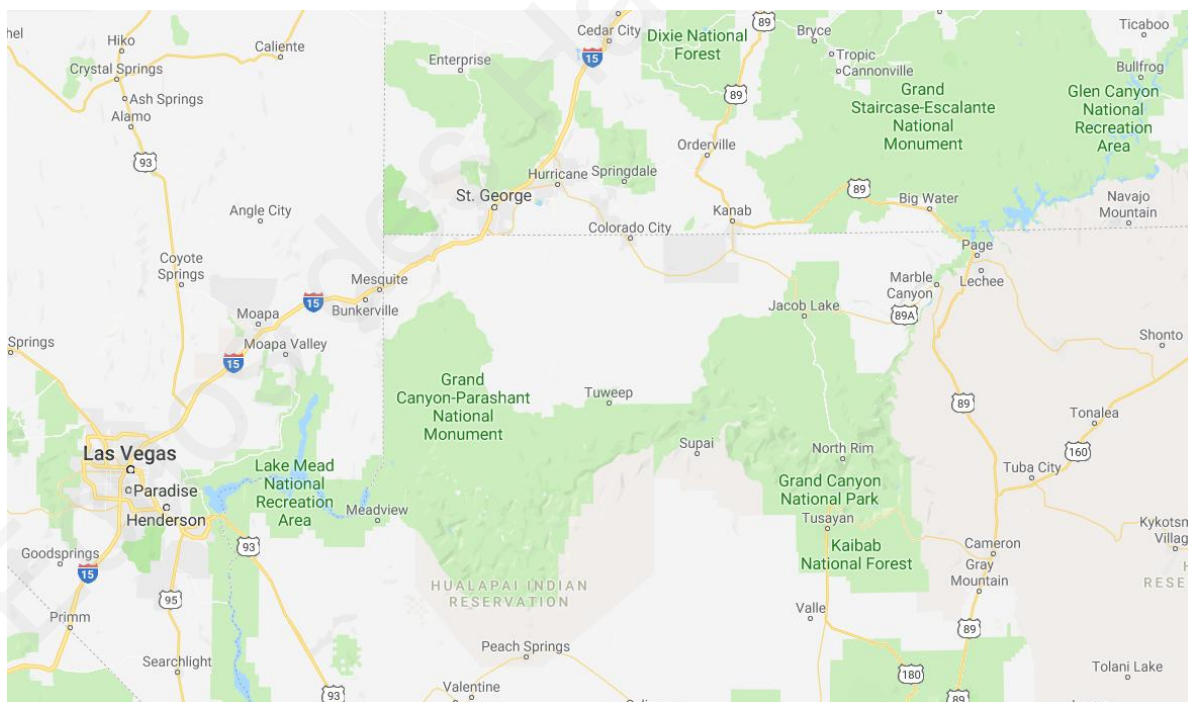 hel
Hiko
Caliente
Crystal Springs
Ash Springs
Alamo
93
Angle City
Coyote
Springs
Enterprise
Cedar City
15
Dixie National
Forest
89
Bryce
Tropic
Cannonville
Ticaboo
Bullfrog
Grand
Staircase-Escalante
National
Monument
Glen Canyon
National
Recreation
Area
89
Orderville
Hurricane
Springdale
St. George
Kanab
89
Big Water
Navajo
Mountain
Colorado City
Page
Lechee
Marble
Canyon
89A
Jacob Lake
Mesquite
Bunkerville
15
Moapa
Moapa Valley
15
Springs
Shonto
Grand
Canyon-Parashant
National
Monument
Tuweep
89
Tonalea
160
Supai
North Rim
Tuba City
Las Vegas
Paradise
Henderson
Lake Mead
National
Recreation
Area
Meadview
Grand Canyon
National Park
Tusayan
Kaibab
National Forest
Cameron
Gray
Mountain
Kykotsm
Villag
H
RESE
Goodsprings
15
93
95
HUALAPAI INDIAN
RESERVATION
Valle
89
Primm
Searchlight
Peach Springs
Valentine
93
180
89
Tolani Lake